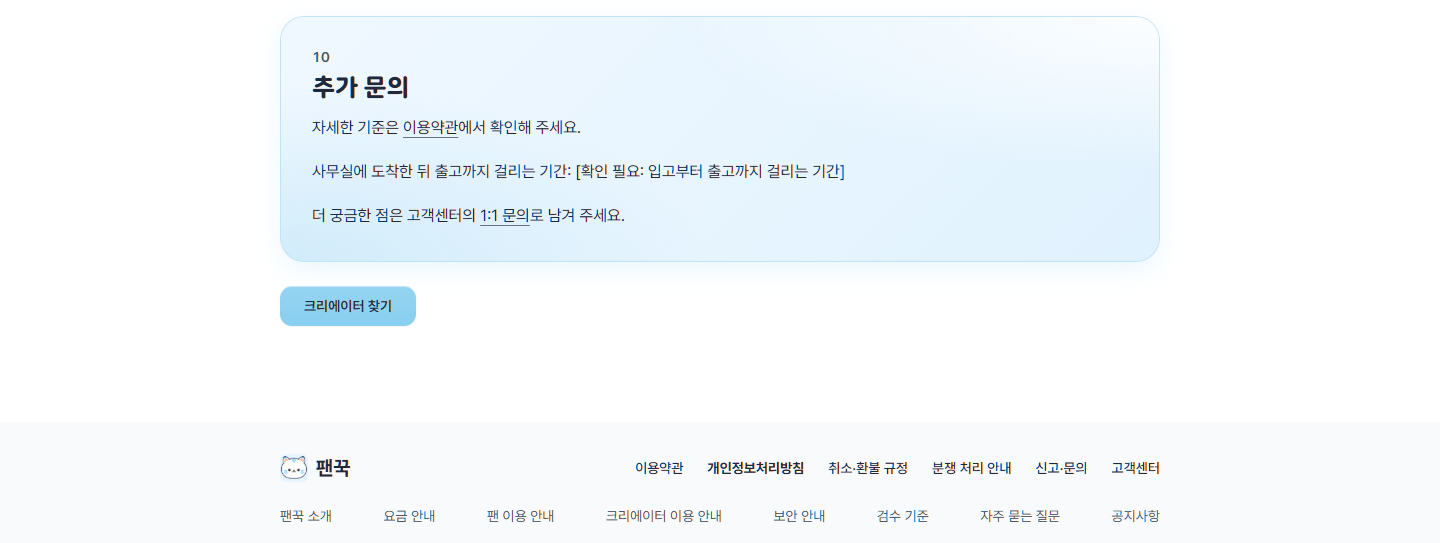 10
추가 문의
자세한 기준은 이용약관에서 확인해 주세요.
사무실에 도착한 뒤 출고까지 걸리는 기간: [확인 필요: 입고부터 출고까지 걸리는 기간]
더 궁금한 점은 고객센터의 1:1 문의로 남겨 주세요.
크리에이터 찾기
팬꾹
이용약관 개인정보처리방침 취소·환불 규정 분쟁 처리 안내 신고·문의 고객센터
팬꾹 소개 요금 안내 팬 이용 안내 크리에이터 이용 안내 보안 안내 검수 기준 자주 묻는 질문 공지사항